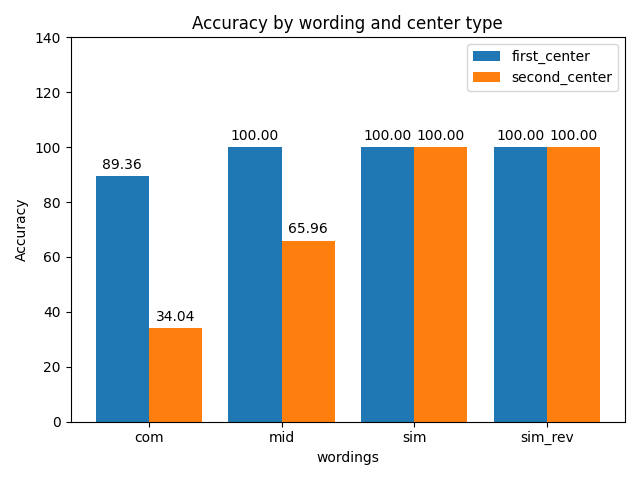 Accuracy by wording and center type
first_center
second_center
Accuracy
140
120
100
80
60
40
20
0
89.36
34.04
100.00
65.96
100.00
100.00
100.00
100.00
com
mid
sim
sim_rev
wordings